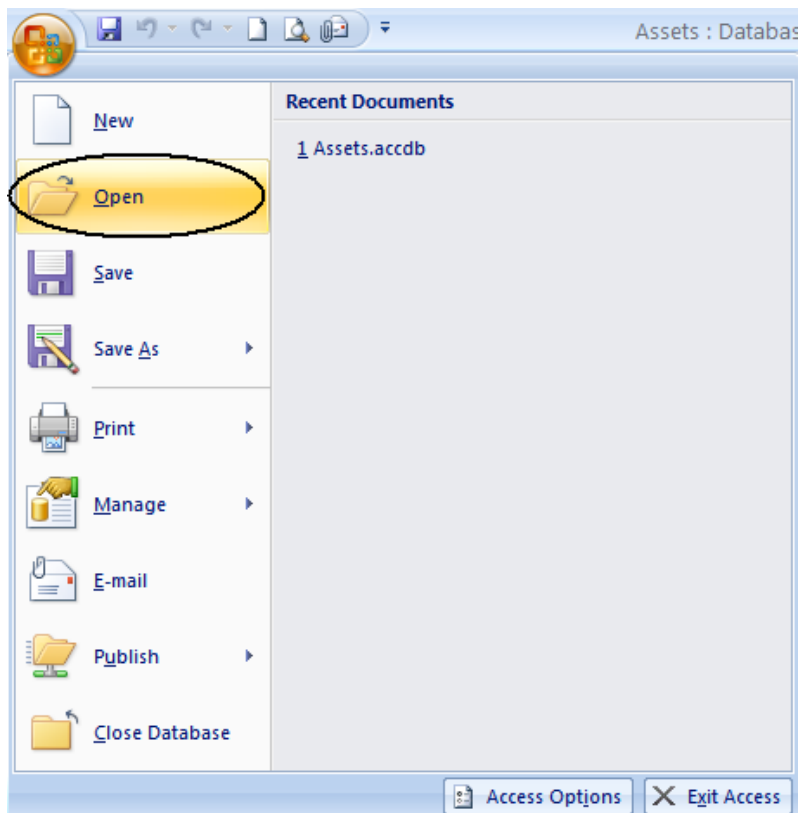 Assets : Databas
New
Recent Documents
1 Assets.accdb
Open
Save
Save As
Print
Manage
E-mail
Publish
Close Database
Access Options
Exit Access